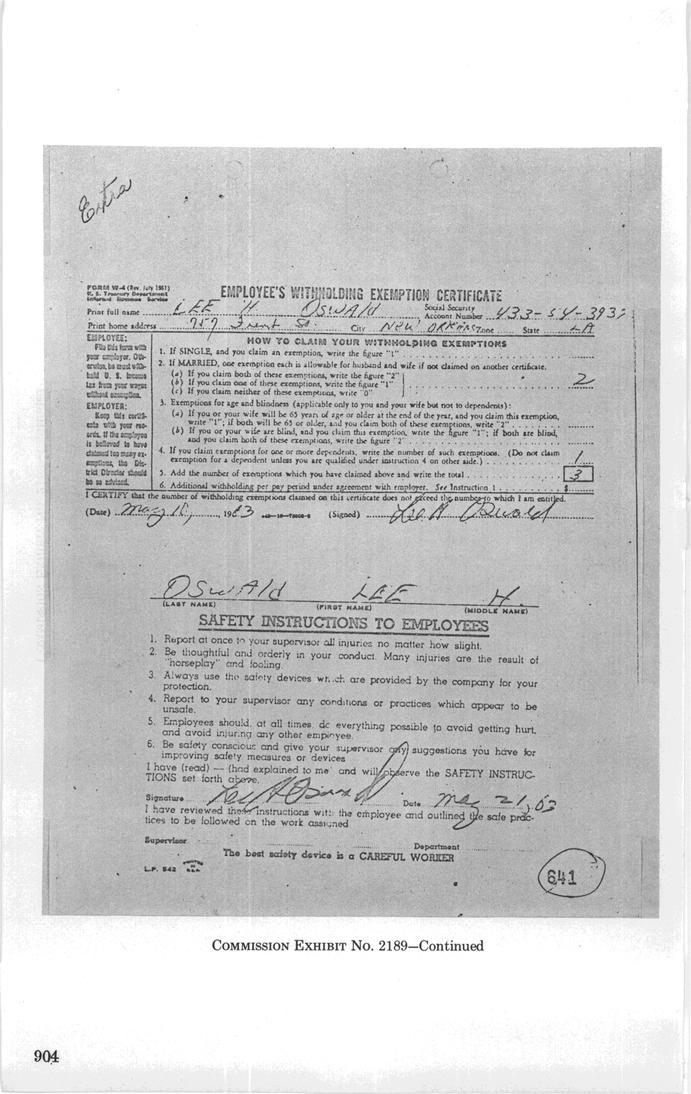 Extra
FORM W-4 (Rev. July 1961)
U. S. Treasury Department
Internal Revenue Service
EMPLOYEE'S WITHHOLDING EXEMPTION CERTIFICATE
Print full name LEE H OSWALD Social Security Account Number 433-54-393
Print home address 757 French St. City New ORLEANS Zone State LA
EMPLOYEE:
File this form with
your employer. Oth-
erwise, he must with-
hold U. S. income
tax from your wages
without exemption.
EMPLOYER:
Keep this certifi-
cate with your rec-
ords. If the employee
is believed to have
claimed too many ex-
emptions, the Dis-
trict Director should
be so advised.
HOW TO CLAIM YOUR WITHHOLDING EXEMPTIONS
1. If SINGLE, and you claim an exemption, write the figure "1"
2. If MARRIED, one exemption each is allowable for husband and wife if not claimed on another certificate.
(a) If you claim both of these exemptions, write the figure "2"
(b) If you claim one of these exemptions, write the figure "1" 2
(c) If you claim neither of these exemptions, write "0"
3. Exemptions for age and blindness (applicable only to you and your wife but not to dependents):
(a) If you or your wife will be 65 years of age or older at the end of the year, and you claim this exemption,
write "1"; if both will be 65 or older, and you claim both of these exemptions, write "2"
(b) If you or your wife are blind, and you claim this exemption, write the figure "1"; if both are blind,
and you claim both of these exemptions, write the figure "2"
4. If you claim exemptions for one or more dependents, write the number of such exemptions. (Do not claim
exemption for a dependent unless you are qualified under instruction 4 on other side.) 1
5. Add the number of exemptions which you have claimed above and write the total 3
6. Additional withholding per pay period under agreement with employer. See Instruction 1 $
I CERTIFY that the number of withholding exemptions claimed on this certificate does not exceed the number to which I am entitled.
(Date) May 1, 1963 (Signed) Lee H. Oswald
OSWALD LEE H.
(LAST NAME) (FIRST NAME) (MIDDLE NAME)
SAFETY INSTRUCTIONS TO EMPLOYEES
1. Report at once to your supervisor all injuries no matter how slight.
2. Be thoughtful and orderly in your conduct. Many injuries are the result of
"horseplay" and fooling.
3. Always use the safety devices which are provided by the company for your
protection.
4. Report to your supervisor any conditions or practices which appear to be
unsafe.
5. Employees should, at all times, do everything possible to avoid getting hurt,
and avoid injuring any other employee.
6. Be safety conscious and give your supervisor any suggestions you have for
improving safety measures or devices
I have (read) — (had explained to me) and will observe the SAFETY INSTRUC-
TIONS set forth above.
Signature Lee H Oswald Date May 21, 63
I have reviewed these instructions with the employee and outlined the safe prac-
tices to be followed on the work assigned
Supervisor Department
The best safety device is a CAREFUL WORKER
L.P. 542
641
COMMISSION EXHIBIT No. 2189—Continued
904